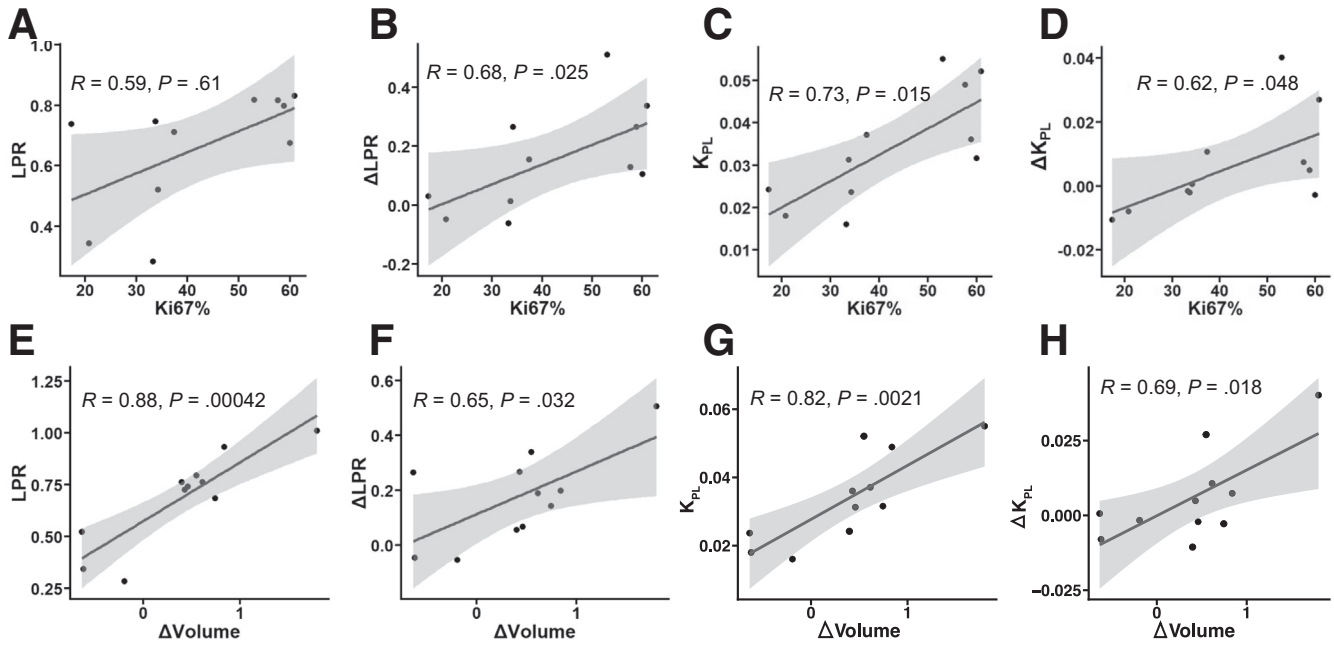 A
R = 0.59, P = .61
LPR
1.0
0.8
0.6
0.4
20 30 40 50 60
Ki67%
B
R = 0.68, P = .025
ΔLPR
0.4
0.2
0.0
-0.2
20 30 40 50 60
Ki67%
C
R = 0.73, P = .015
KPL
0.05
0.04
0.03
0.02
0.01
20 30 40 50 60
Ki67%
D
R = 0.62, P = .048
ΔKPL
0.04
0.02
0.00
-0.02
20 30 40 50 60
Ki67%
E
R = 0.88, P = .00042
LPR
1.25
1.00
0.75
0.50
0.25
0 1
ΔVolume
F
R = 0.65, P = .032
ΔLPR
0.6
0.4
0.2
0.0
0 1
ΔVolume
G
R = 0.82, P = .0021
KPL
0.06
0.04
0.02
0 1
ΔVolume
H
R = 0.69, P = .018
ΔKPL
0.025
0.000
−0.025
0 1
ΔVolume